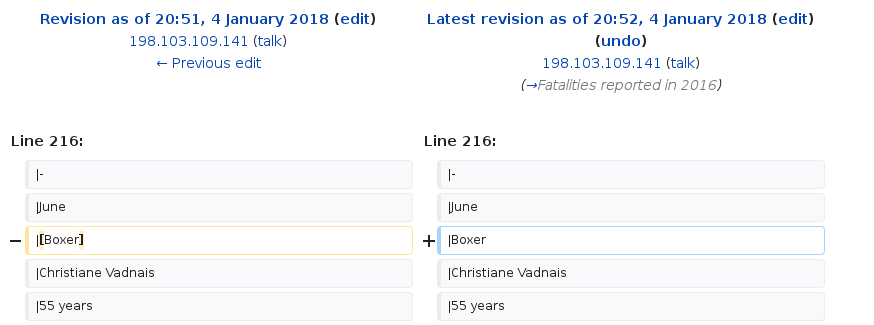 Revision as of 20:51, 4 January 2018 (edit)
198.103.109.141 (talk)
← Previous edit
Latest revision as of 20:52, 4 January 2018 (edit)
(undo)
198.103.109.141 (talk)
(→Fatalities reported in 2016)
Line 216:
Line 216:
|-
|-
|June
|June
− |[Boxer]
+ |Boxer
|Christiane Vadnais
|Christiane Vadnais
|55 years
|55 years